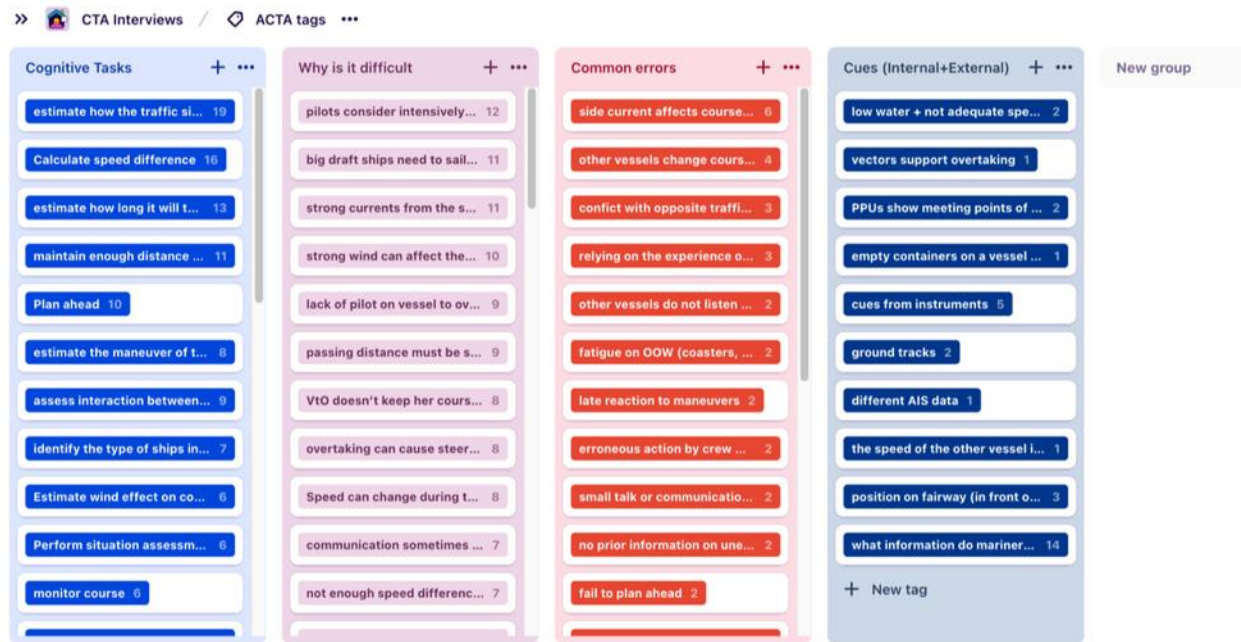 CTA Interviews / ACTA tags
Cognitive Tasks
estimate how the traffic si... 19
Calculate speed difference 16
estimate how long it will t... 13
maintain enough distance ... 11
Plan ahead 10
estimate the maneuver of t... 8
assess interaction between... 9
identify the type of ships in... 7
Estimate wind effect on co... 6
Perform situation assessm... 6
monitor course 6
Why is it difficult
pilots consider intensively... 12
big draft ships need to sail... 11
strong currents from the s... 11
strong wind can affect the... 10
lack of pilot on vessel to ov... 9
passing distance must be s... 9
VtO doesn't keep her cours... 8
overtaking can cause steer... 8
Speed can change during t... 8
communication sometimes ... 7
not enough speed differenc... 7
Common errors
side current affects course... 6
other vessels change cours... 4
confict with opposite traffi... 3
relying on the experience o... 3
other vessels do not listen ... 2
fatigue on OOW (coasters, ... 2
late reaction to maneuvers 2
erroneous action by crew ... 2
small talk or communicatio... 2
no prior information on une... 2
fail to plan ahead 2
Cues (Internal+External)
low water + not adequate spe... 2
vectors support overtaking 1
PPUs show meeting points of ... 2
empty containers on a vessel ... 1
cues from instruments 5
ground tracks 2
different AIS data 1
the speed of the other vessel i... 1
position on fairway (in front o... 3
what information do mariner... 14
+ New tag
New group